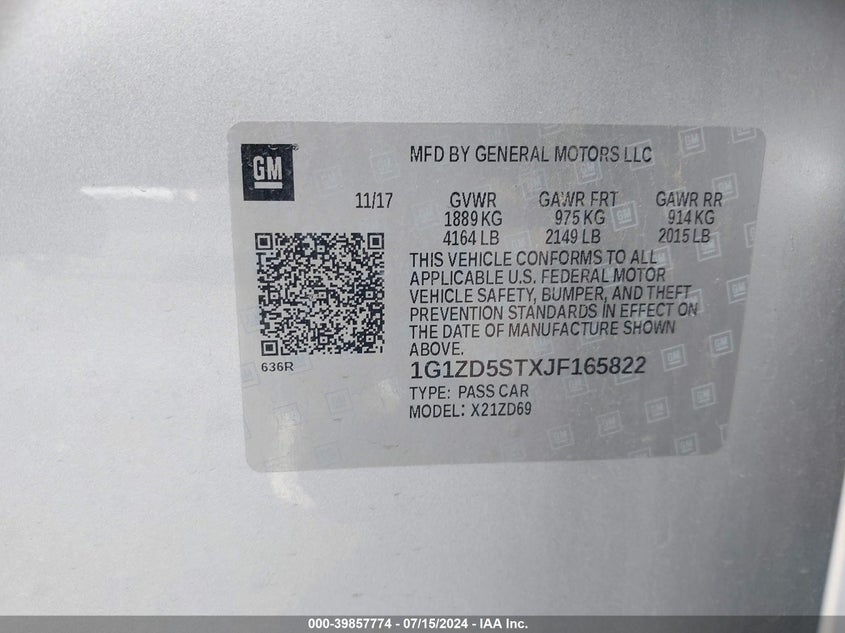 GM
MFD BY GENERAL MOTORS LLC
11/17 GVWR GAWR FRT GAWR RR
1889 KG 975 KG 914 KG
4164 LB 2149 LB 2015 LB
THIS VEHICLE CONFORMS TO ALL
APPLICABLE U.S. FEDERAL MOTOR
VEHICLE SAFETY, BUMPER, AND THEFT
PREVENTION STANDARDS IN EFFECT ON
THE DATE OF MANUFACTURE SHOWN
ABOVE.
636R
1G1ZD5STXJF165822
TYPE: PASS CAR
MODEL: X21ZD69
000-39857774 - 07/15/2024 - IAA Inc.